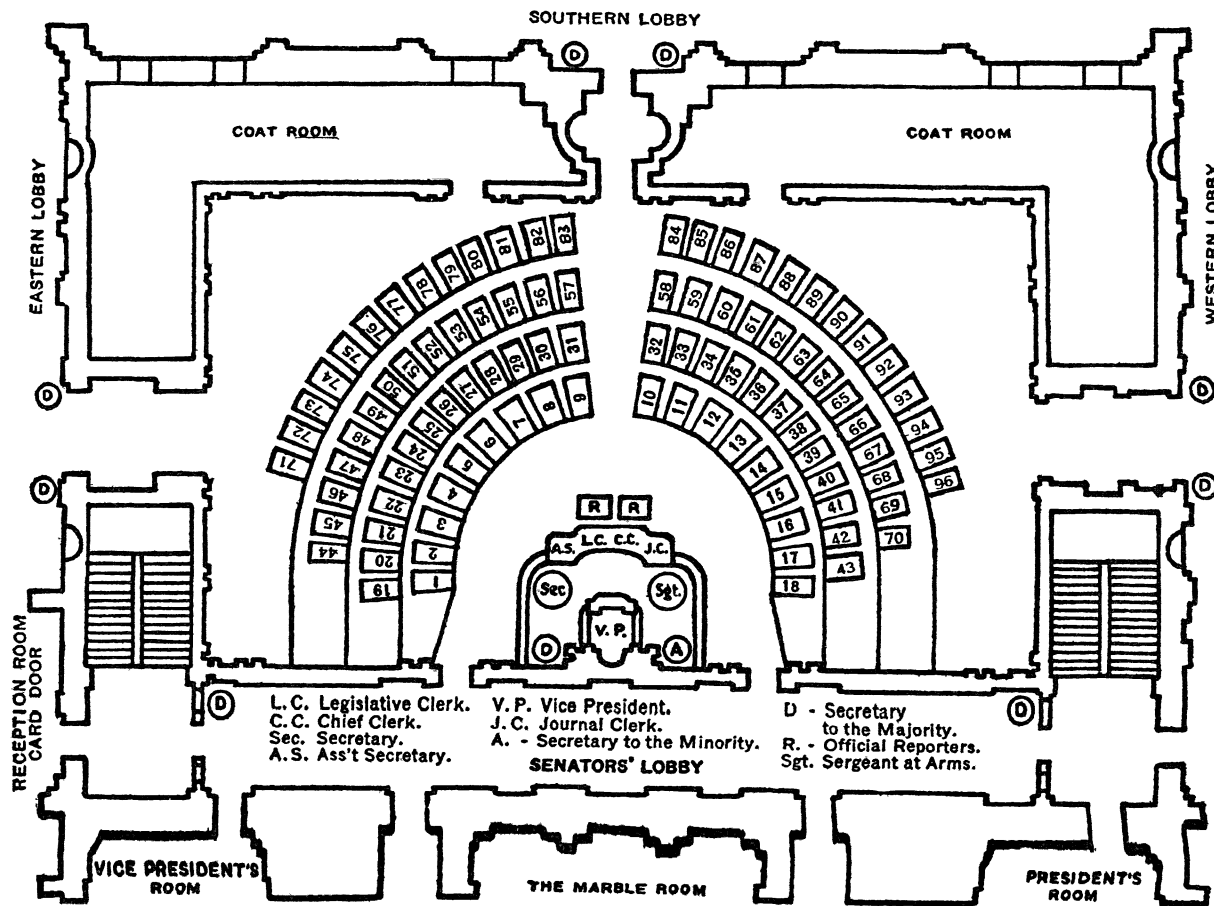 SOUTHERN LOBBY
D D
COAT ROOM
COAT ROOM
EASTERN LOBBY
WESTERN LOBBY
D
D
D
D
71 72 73 74 75 76 77 78 79 80 81 82 83
84 85 86 87 88 89 90 91 92 93 94 95 96
44 45 46 47 48 49 50 51 52 53 54 55 56 57
58 59 60 61 62 63 64 65 66 67 68 69 70
19 20 21 22 23 24 25 26 27 28 29 30 31
32 33 34 35 36 37 38 39 40 41 42 43
1 2 3 4 5 6 7 8 9
10 11 12 13 14 15 16 17 18
R R
A.S. L.C. C.C. J.C.
Sec Sgt.
V. P.
D A
RECEPTION ROOM
CARD DOOR
D
D
L. C. Legislative Clerk.
C. C. Chief Clerk.
Sec. Secretary.
A. S. Ass't Secretary.
V. P. Vice President.
J. C. Journal Clerk.
A. - Secretary to the Minority.
D - Secretary
to the Majority.
R. - Official Reporters.
Sgt. Sergeant at Arms.
SENATORS' LOBBY
VICE PRESIDENT'S
ROOM
THE MARBLE ROOM
PRESIDENT'S
ROOM